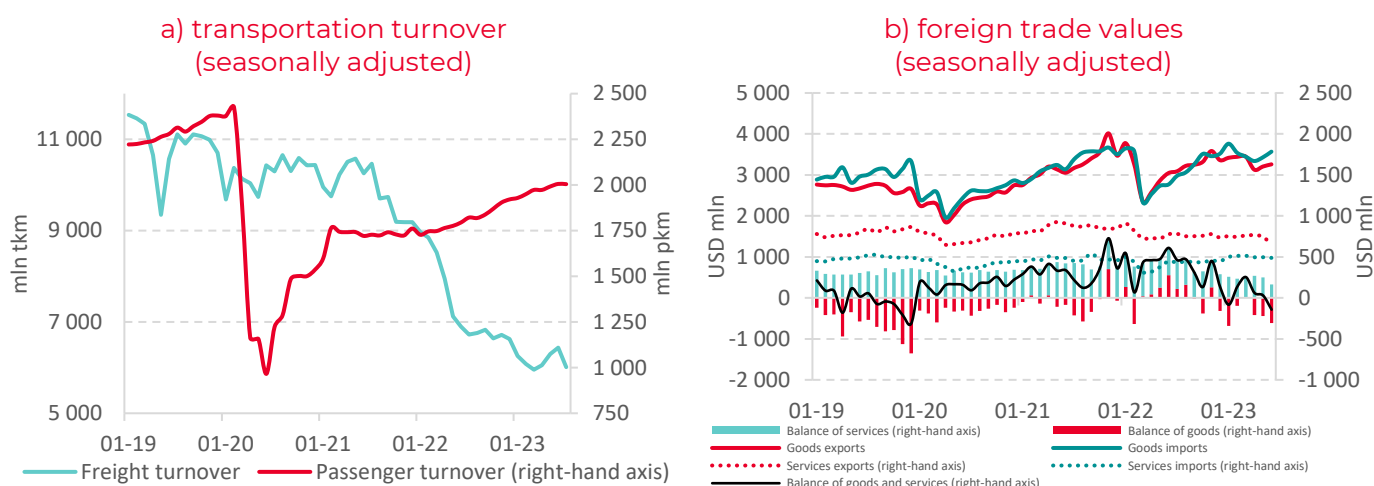 a) transportation turnover
(seasonally adjusted)
11 000
9 000
7 000
5 000
mln tkm
2 500
2 250
2 000
1 750
1 500
1 250
1 000
750
mln pkm
01-19
01-20
01-21
01-22
01-23
Freight turnover
Passenger turnover (right-hand axis)
b) foreign trade values
(seasonally adjusted)
5 000
4 000
3 000
2 000
1 000
0
-1 000
-2 000
USD mln
2 500
2 000
1 500
1 000
500
0
-500
-1 000
USD mln
01-19
01-20
01-21
01-22
01-23
Balance of services (right-hand axis)
Balance of goods (right-hand axis)
Goods exports
Goods imports
Services exports (right-hand axis)
Services imports (right-hand axis)
Balance of goods and services (right-hand axis)